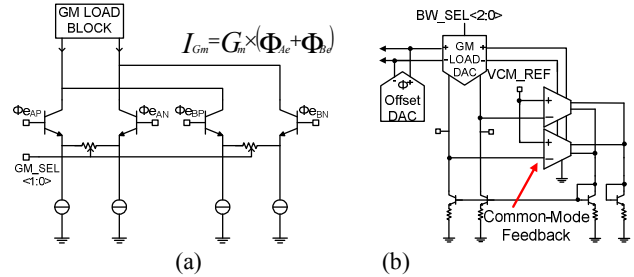 GM LOAD
BLOCK
I_Gm = G_m × (Φ_Ae + Φ_Be)
Φe_AP
Φe_AN
Φe_BP
Φe_BN
GM_SEL
<1:0>
(a)
BW_SEL<2:0>
+ GM +
− LOAD −
DAC
VCM_REF
− Φ +
Offset
DAC
+
−
+
−
Common-Mode
Feedback
(b)